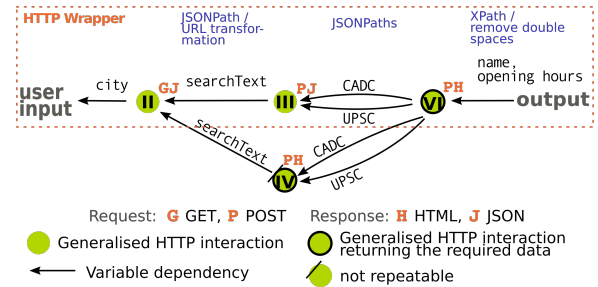 HTTP Wrapper
JSONPath /
URL transfor-
mation
JSONPaths
XPath /
remove double
spaces
user
input
city
GJ
II
searchText
PJ
III
CADC
UPSC
PH
VI
name,
opening hours
output
searchText
PH
IV
CADC
UPSC
Request: G GET, P POST
Response: H HTML, J JSON
Generalised HTTP interaction
Generalised HTTP interaction
returning the required data
Variable dependency
not repeatable